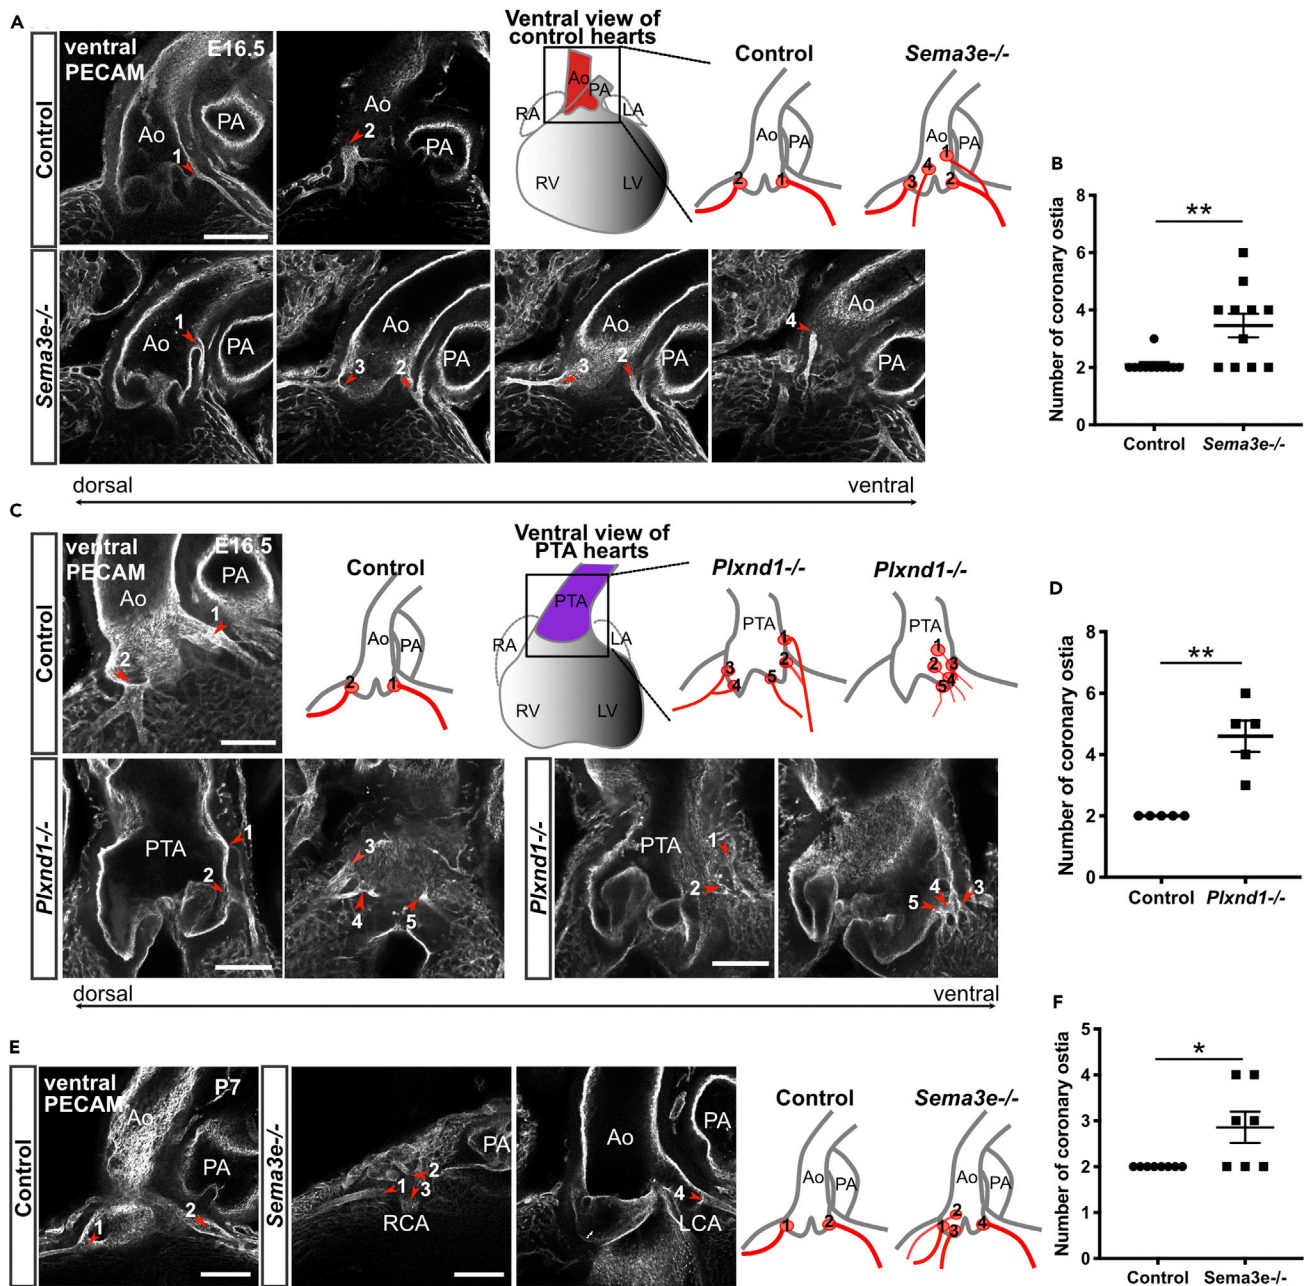 A
Control
ventral
PECAM
E16.5
Ao
PA
1
Ao
2
PA
Ventral view of
control hearts
Ao
PA
RA
LA
RV
LV
Control
Ao
PA
2
1
Sema3e-/-
Ao
PA
1
4
3
2
B
Number of coronary ostia
8
6
4
2
0
**
Control
Sema3e-/-
Sema3e-/-
1
Ao
PA
Ao
3
2
PA
Ao
3
2
PA
Ao
4
PA
dorsal
ventral
C
Control
ventral
PECAM
E16.5
PA
Ao
1
2
Control
Ao
PA
2
1
Ventral view of
PTA hearts
PTA
RA
LA
RV
LV
Plxnd1-/-
PTA
1
2
3
4
5
Plxnd1-/-
PTA
1
2
3
4
5
D
Number of coronary ostia
8
6
4
2
0
**
Control
Plxnd1-/-
Plxnd1-/-
PTA
1
2
3
4
5
Plxnd1-/-
PTA
1
2
5
4
3
dorsal
ventral
E
Control
ventral
PECAM
P7
Ao
PA
1
2
Sema3e-/-
PA
1
2
3
RCA
Ao
PA
4
LCA
Control
Ao
PA
1
2
Sema3e-/-
Ao
PA
1
2
3
4
F
Number of coronary ostia
5
4
3
2
1
0
*
Control
Sema3e-/-